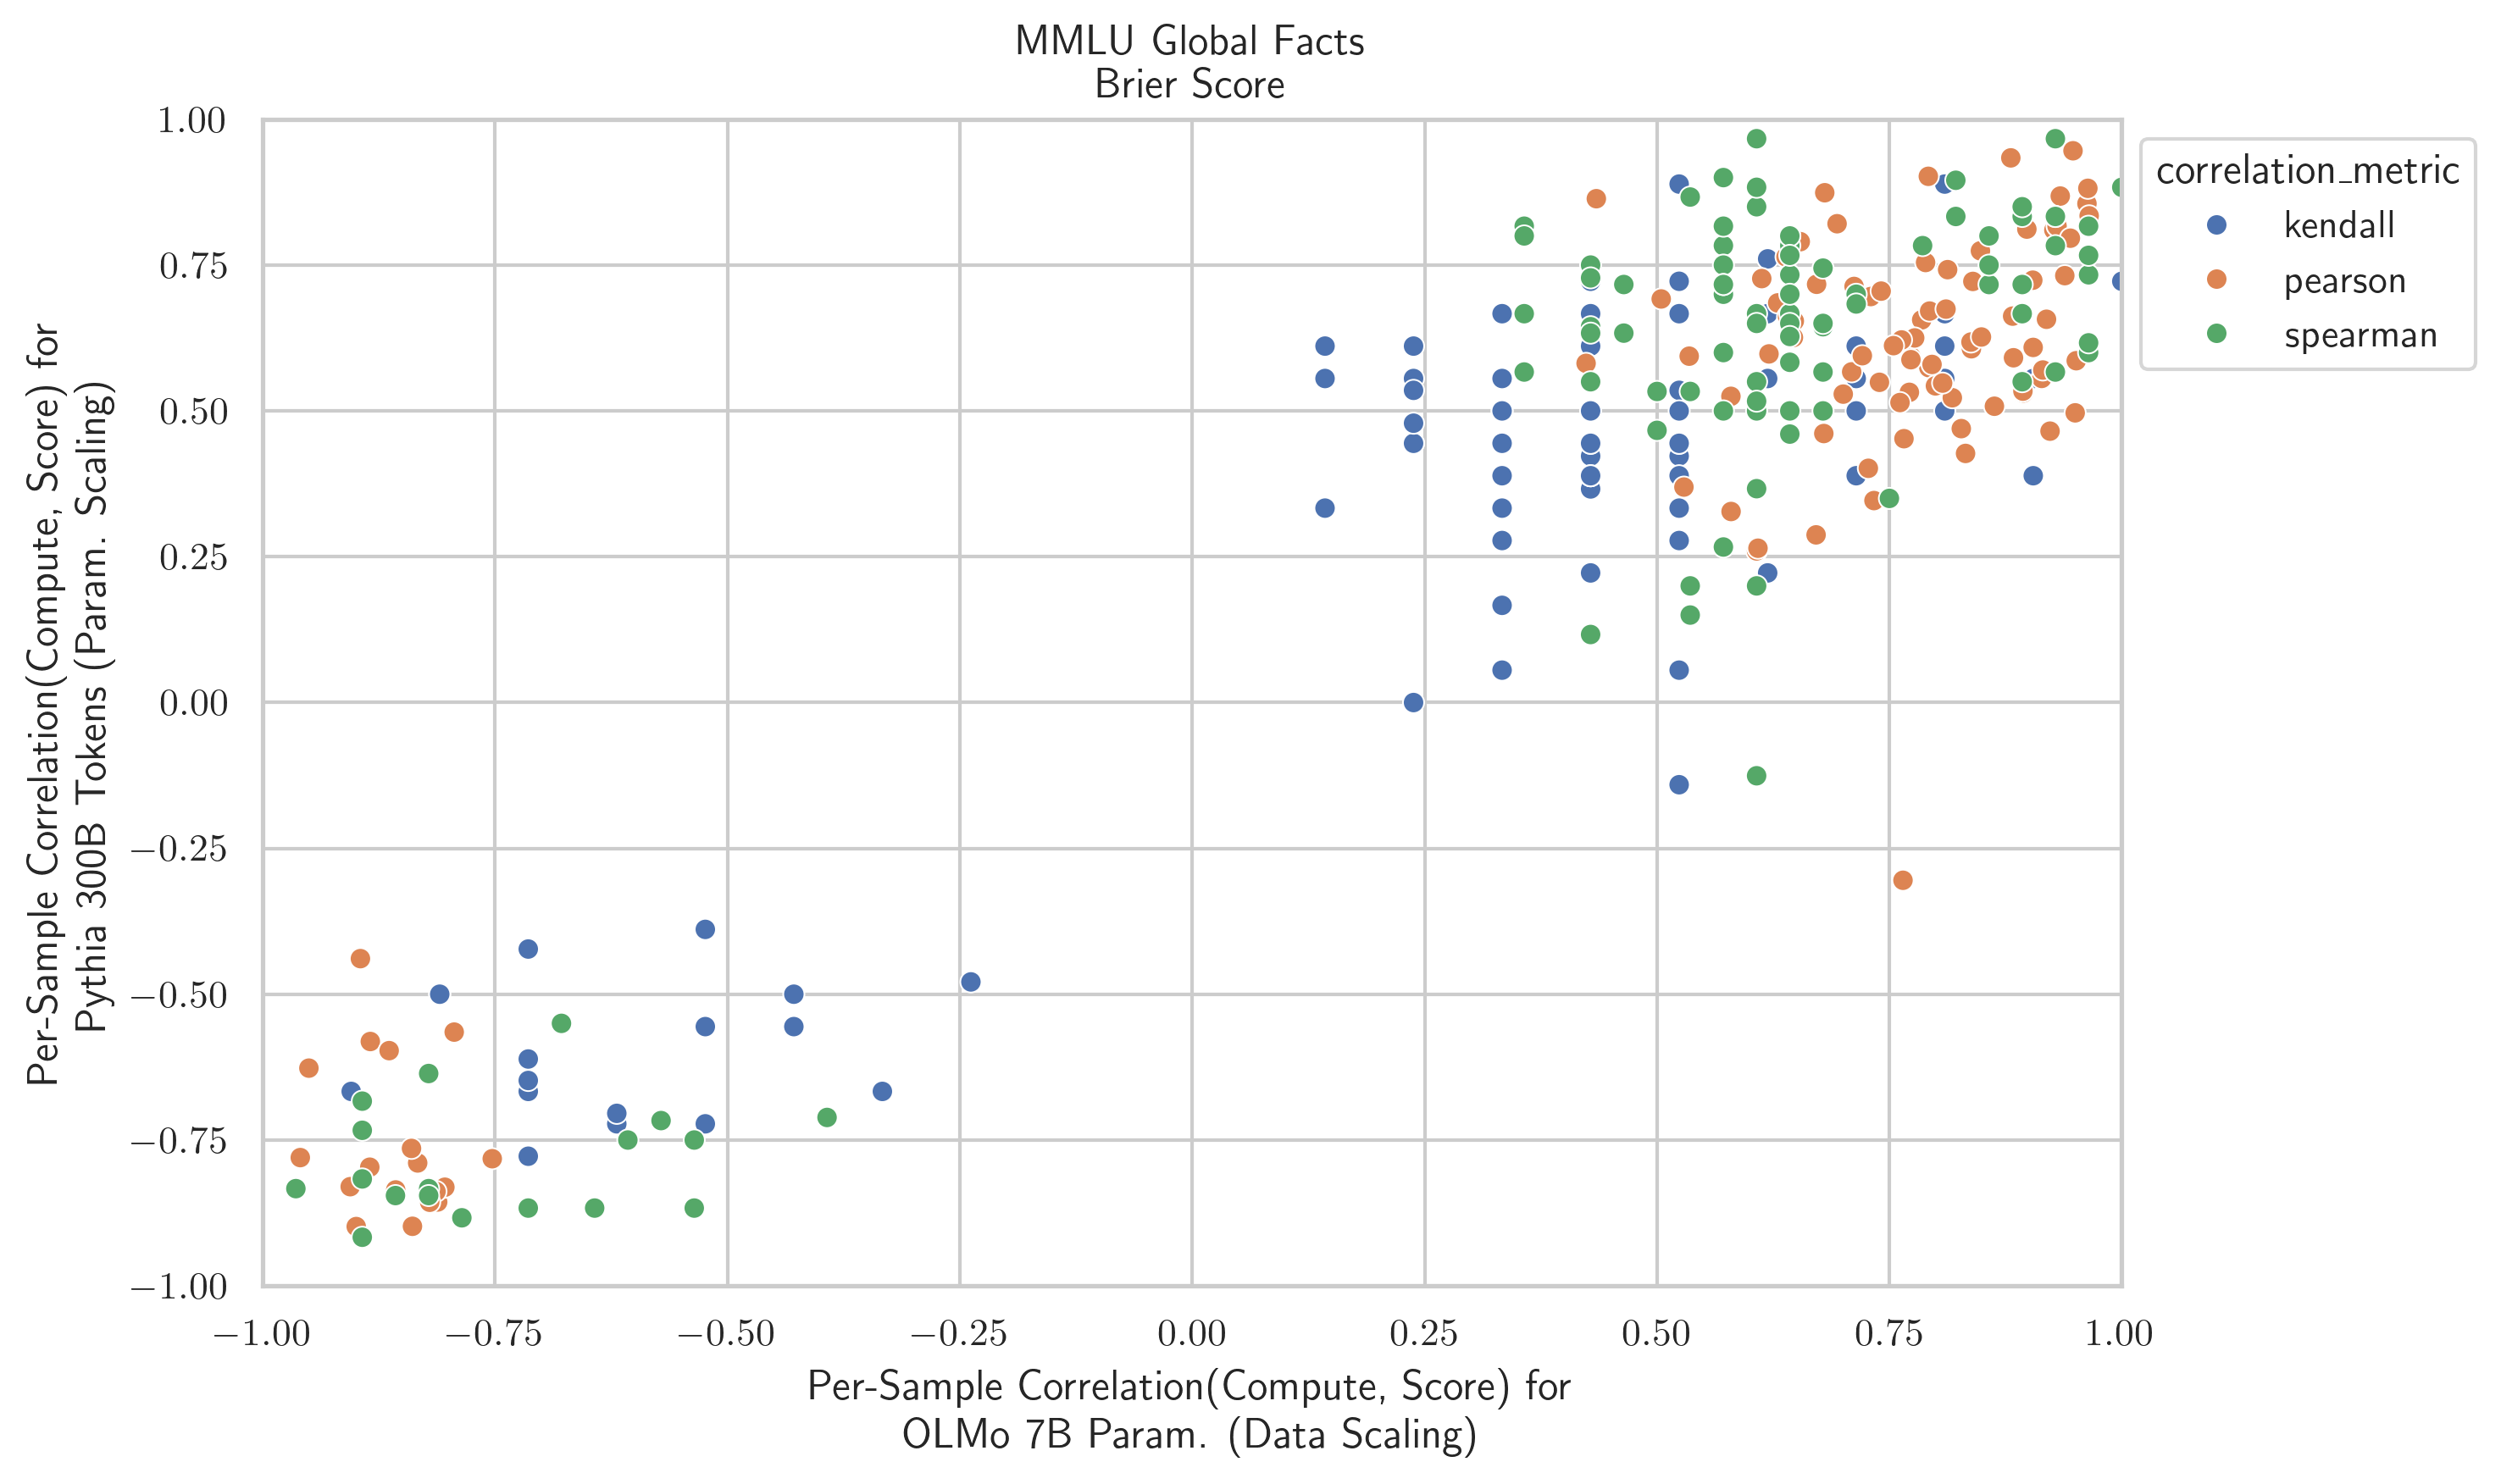 MMLU Global Facts
Brier Score
Per-Sample Correlation(Compute, Score) for
Pythia 300B Tokens (Param. Scaling)
1.00
0.75
0.50
0.25
0.00
−0.25
−0.50
−0.75
−1.00
−1.00 −0.75 −0.50 −0.25 0.00 0.25 0.50 0.75 1.00
Per-Sample Correlation(Compute, Score) for
OLMo 7B Param. (Data Scaling)
correlation_metric
kendall
pearson
spearman